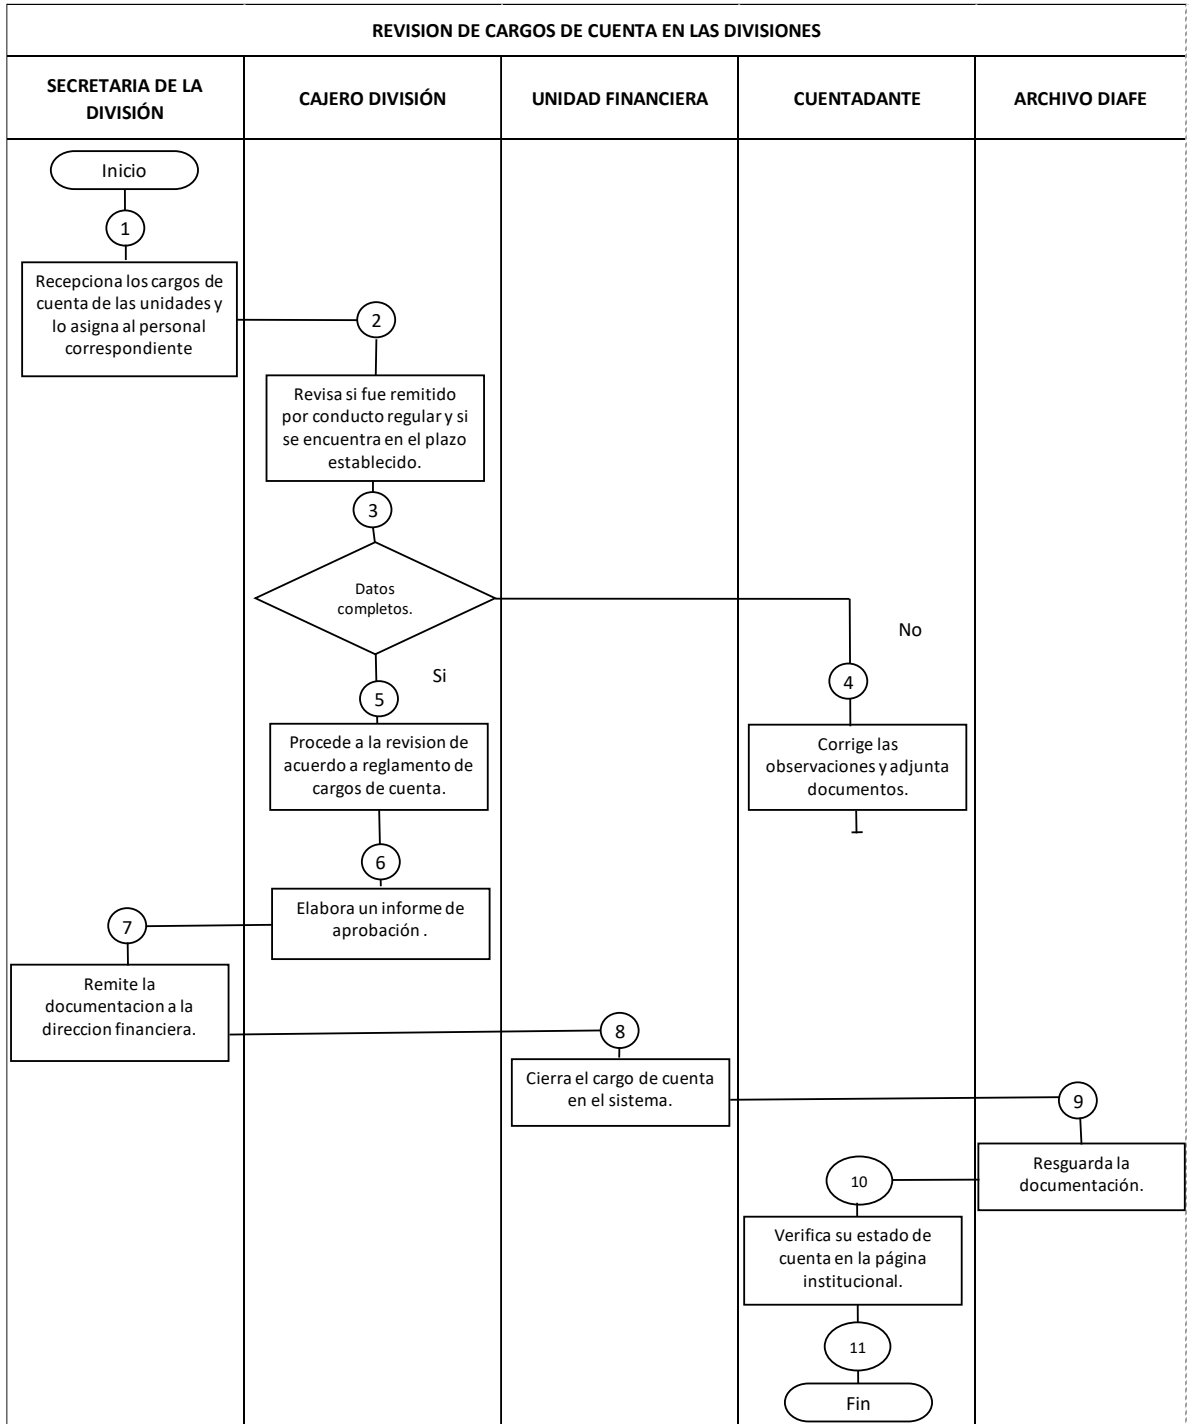 REVISION DE CARGOS DE CUENTA EN LAS DIVISIONES
SECRETARIA DE LA
DIVISIÓN
CAJERO DIVISIÓN
UNIDAD FINANCIERA
CUENTADANTE
ARCHIVO DIAFE
Inicio
1
Recepciona los cargos de
cuenta de las unidades y
lo asigna al personal
correspondiente
2
Revisa si fue remitido
por conducto regular y si
se encuentra en el plazo
establecido.
3
Datos
completos.
No
Si
4
5
Corrige las
observaciones y adjunta
documentos.
Procede a la revision de
acuerdo a reglamento de
cargos de cuenta.
6
Elabora un informe de
aprobación .
7
Remite la
documentacion a la
direccion financiera.
8
Cierra el cargo de cuenta
en el sistema.
9
Resguarda la
documentación.
10
Verifica su estado de
cuenta en la página
institucional.
11
Fin